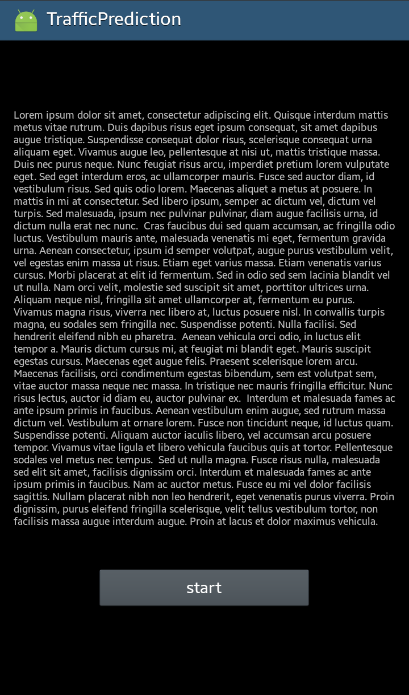 TrafficPrediction
Lorem ipsum dolor sit amet, consectetur adipiscing elit. Quisque interdum mattis
metus vitae rutrum. Duis dapibus risus eget ipsum consequat, sit amet dapibus
augue tristique. Suspendisse consequat dolor risus, scelerisque consequat urna
aliquam eget. Vivamus augue leo, pellentesque at nisi ut, mattis tristique massa.
Duis nec purus neque. Nunc feugiat risus arcu, imperdiet pretium lorem vulputate
eget. Sed eget interdum eros, ac ullamcorper mauris. Fusce sed auctor diam, id
vestibulum risus. Sed quis odio lorem. Maecenas aliquet a metus at posuere. In
mattis in mi at consectetur. Sed libero ipsum, semper ac dictum vel, dictum vel
turpis. Sed malesuada, ipsum nec pulvinar pulvinar, diam augue facilisis urna, id
dictum nulla erat nec nunc.  Cras faucibus dui sed quam accumsan, ac fringilla odio
luctus. Vestibulum mauris ante, malesuada venenatis mi eget, fermentum gravida
urna. Aenean consectetur, ipsum id semper volutpat, augue purus vestibulum velit,
vel egestas enim massa ut risus. Etiam eget varius massa. Etiam venenatis varius
cursus. Morbi placerat at elit id fermentum. Sed in odio sed sem lacinia blandit vel
ut nulla. Nam orci velit, molestie sed suscipit sit amet, porttitor ultrices urna.
Aliquam neque nisl, fringilla sit amet ullamcorper at, fermentum eu purus.
Vivamus magna risus, viverra nec libero at, luctus posuere nisl. In convallis turpis
magna, eu sodales sem fringilla nec. Suspendisse potenti. Nulla facilisi. Sed
hendrerit eleifend nibh eu pharetra.  Aenean vehicula orci odio, in luctus elit
tempor a. Mauris dictum cursus mi, at feugiat mi blandit eget. Mauris suscipit
egestas cursus. Maecenas eget augue felis. Praesent scelerisque lorem arcu.
Maecenas facilisis, orci condimentum egestas bibendum, sem est volutpat sem,
vitae auctor massa neque nec massa. In tristique nec mauris fringilla efficitur. Nunc
risus lectus, auctor id diam eu, auctor pulvinar ex.  Interdum et malesuada fames ac
ante ipsum primis in faucibus. Aenean vestibulum enim augue, sed rutrum massa
dictum vel. Vestibulum at ornare lorem. Fusce non tincidunt neque, id luctus quam.
Suspendisse potenti. Aliquam auctor iaculis libero, vel accumsan arcu posuere
tempor. Vivamus vitae ligula et libero vehicula faucibus quis at tortor. Pellentesque
sodales vel metus nec tempus.  Sed ut nulla magna. Fusce risus nulla, malesuada
sed elit sit amet, facilisis dignissim orci. Interdum et malesuada fames ac ante
ipsum primis in faucibus. Nam ac auctor metus. Fusce eu mi vel dolor facilisis
sagittis. Nullam placerat nibh non leo hendrerit, eget venenatis purus viverra. Proin
dignissim, purus eleifend fringilla scelerisque, velit tellus vestibulum tortor, non
facilisis massa augue interdum augue. Proin at lacus et dolor maximus vehicula.
start